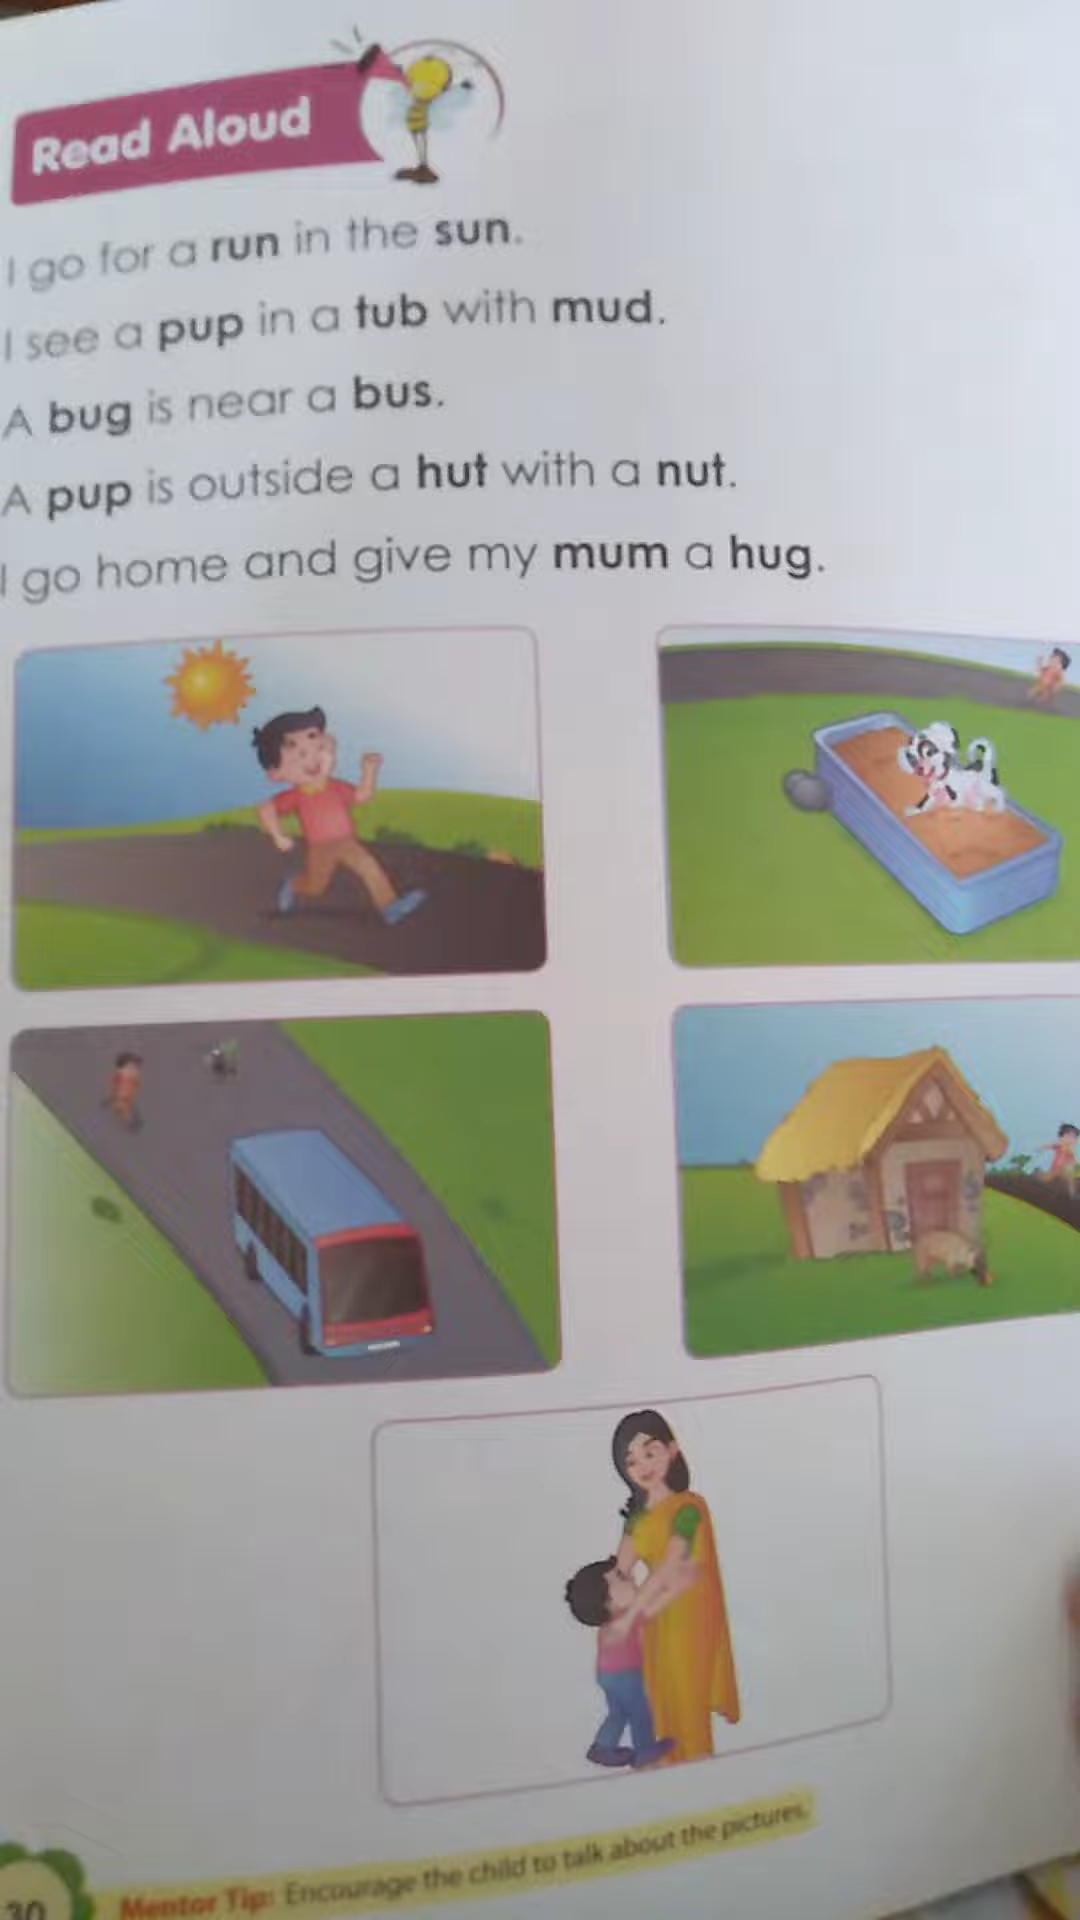 Read Aloud
I go for a run in the sun.
I see a pup in a tub with mud.
A bug is near a bus.
A pup is outside a hut with a nut.
I go home and give my mum a hug.
Mentor Tip: Encourage the child to talk about the pictures.
30